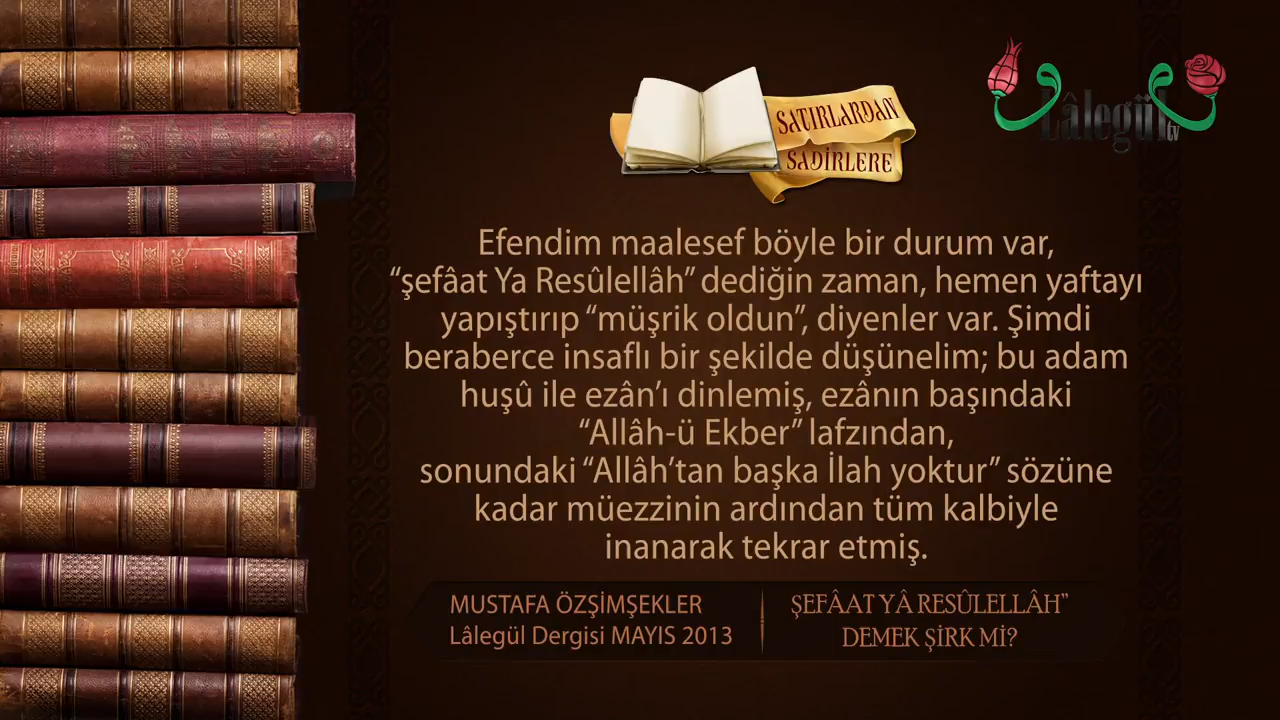 SATIRLARDAN
SADIRLERE
Lâlegül tv
Efendim maalesef böyle bir durum var,
“şefâat Ya Resûlellâh” dediğin zaman, hemen yaftayı
yapıştırıp “müşrik oldun”, diyenler var. Şimdi
beraberce insaflı bir şekilde düşünelim; bu adam
huşû ile ezân’ı dinlemiş, ezânın başındaki
“Allâh-ü Ekber” lafzından,
sonundaki “Allâh’tan başka İlah yoktur” sözüne
kadar müezzinin ardından tüm kalbiyle
inanarak tekrar etmiş.
MUSTAFA ÖZŞİMŞEKLER
Lâlegül Dergisi MAYIS 2013
ŞEFÂAT YÂ RESÛLELLÂH”
DEMEK ŞİRK Mİ?